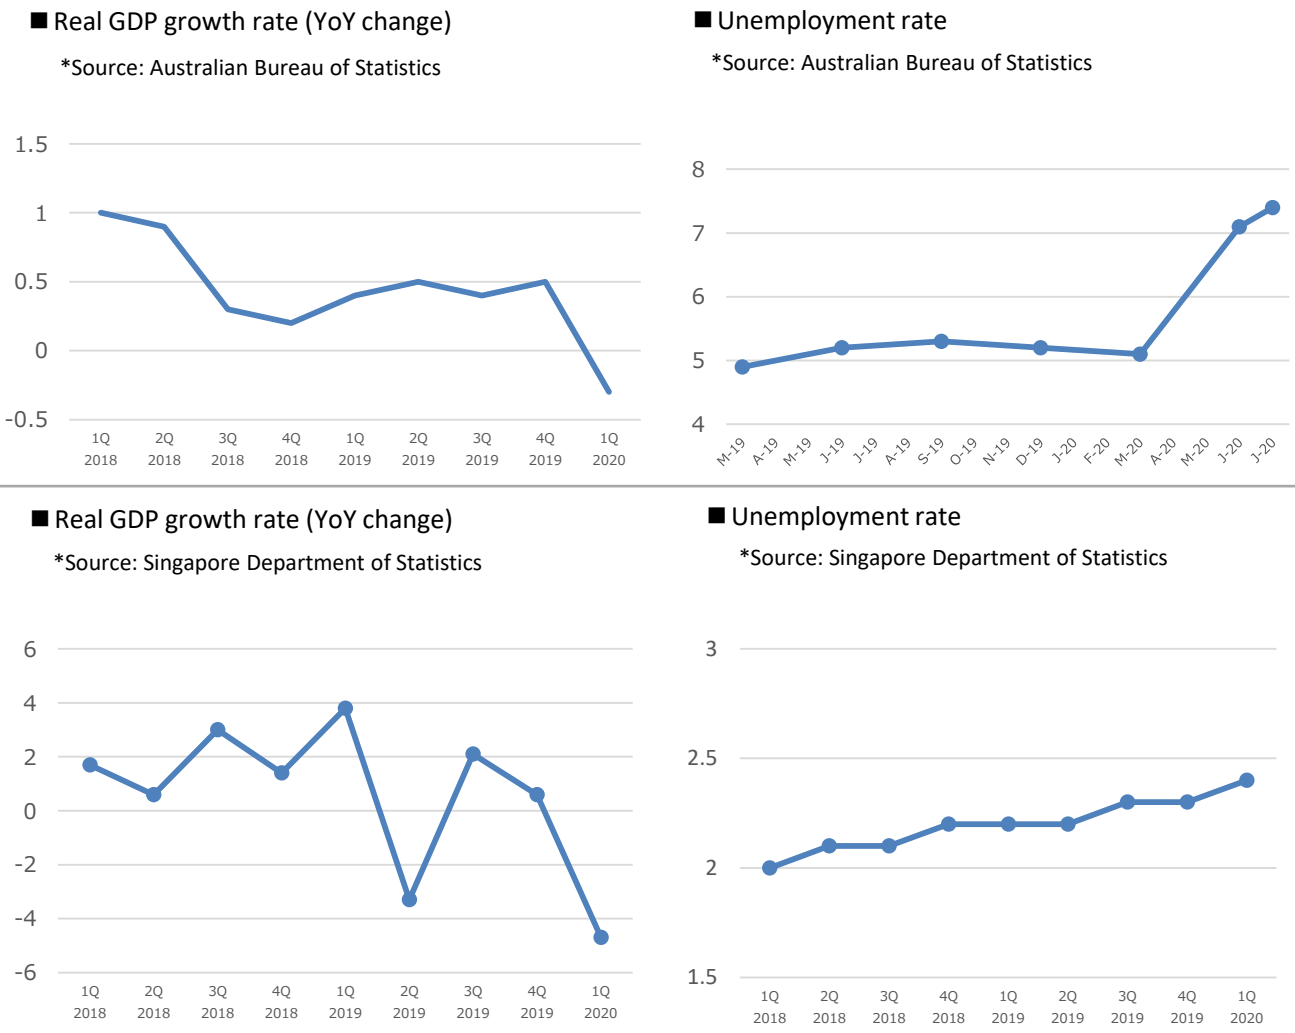 ■ Real GDP growth rate (YoY change)
*Source: Australian Bureau of Statistics
1.5
1
0.5
0
-0.5
1Q 2Q 3Q 4Q 1Q 2Q 3Q 4Q 1Q
2018 2018 2018 2018 2019 2019 2019 2019 2020
■ Unemployment rate
*Source: Australian Bureau of Statistics
8
7
6
5
4
M-19 A-19 M-19 J-19 J-19 A-19 S-19 O-19 N-19 D-19 J-20 F-20 M-20 A-20 M-20 J-20 J-20
■ Real GDP growth rate (YoY change)
*Source: Singapore Department of Statistics
6
4
2
0
-2
-4
-6
1Q 2Q 3Q 4Q 1Q 2Q 3Q 4Q 1Q
2018 2018 2018 2018 2019 2019 2019 2019 2020
■ Unemployment rate
*Source: Singapore Department of Statistics
3
2.5
2
1.5
1Q 2Q 3Q 4Q 1Q 2Q 3Q 4Q 1Q
2018 2018 2018 2018 2019 2019 2019 2019 2020